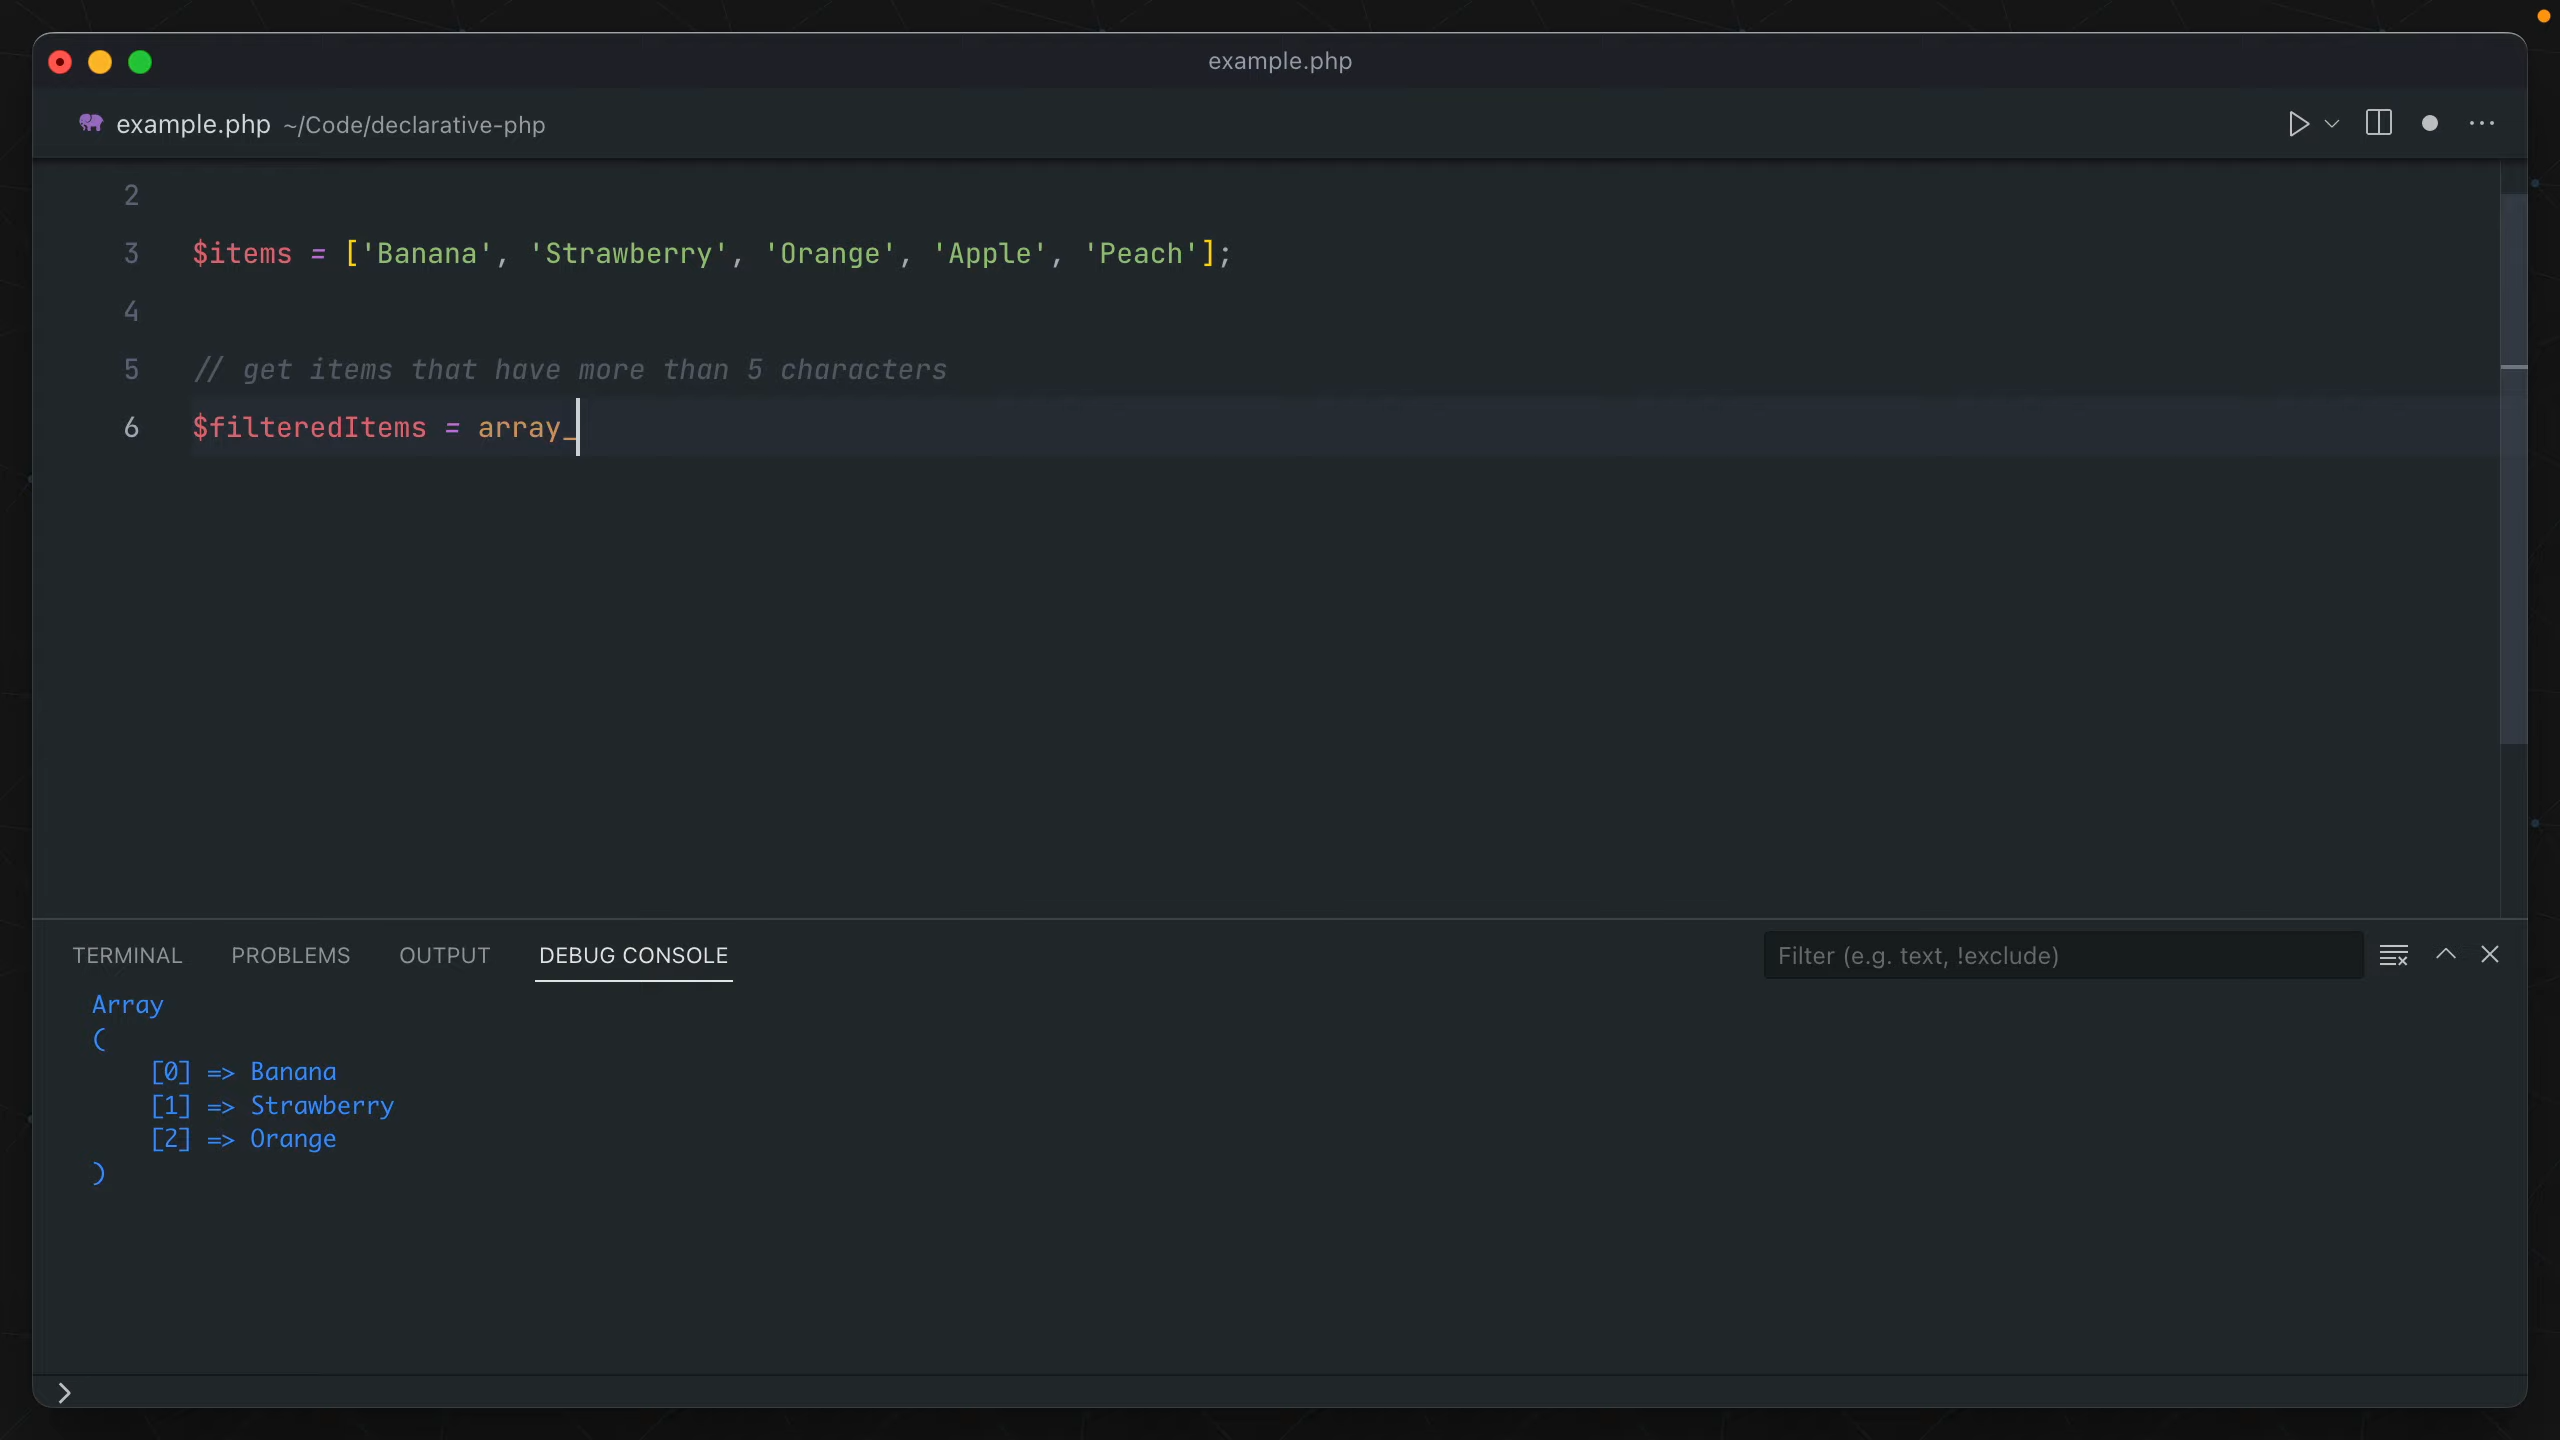 example.php
example.php ~/Code/declarative-php
2
3 $items = ['Banana', 'Strawberry', 'Orange', 'Apple', 'Peach'];
4
5 // get items that have more than 5 characters
6 $filteredItems = array_
TERMINAL PROBLEMS OUTPUT DEBUG CONSOLE Filter (e.g. text, !exclude)
Array
(
[0] => Banana
[1] => Strawberry
[2] => Orange
)